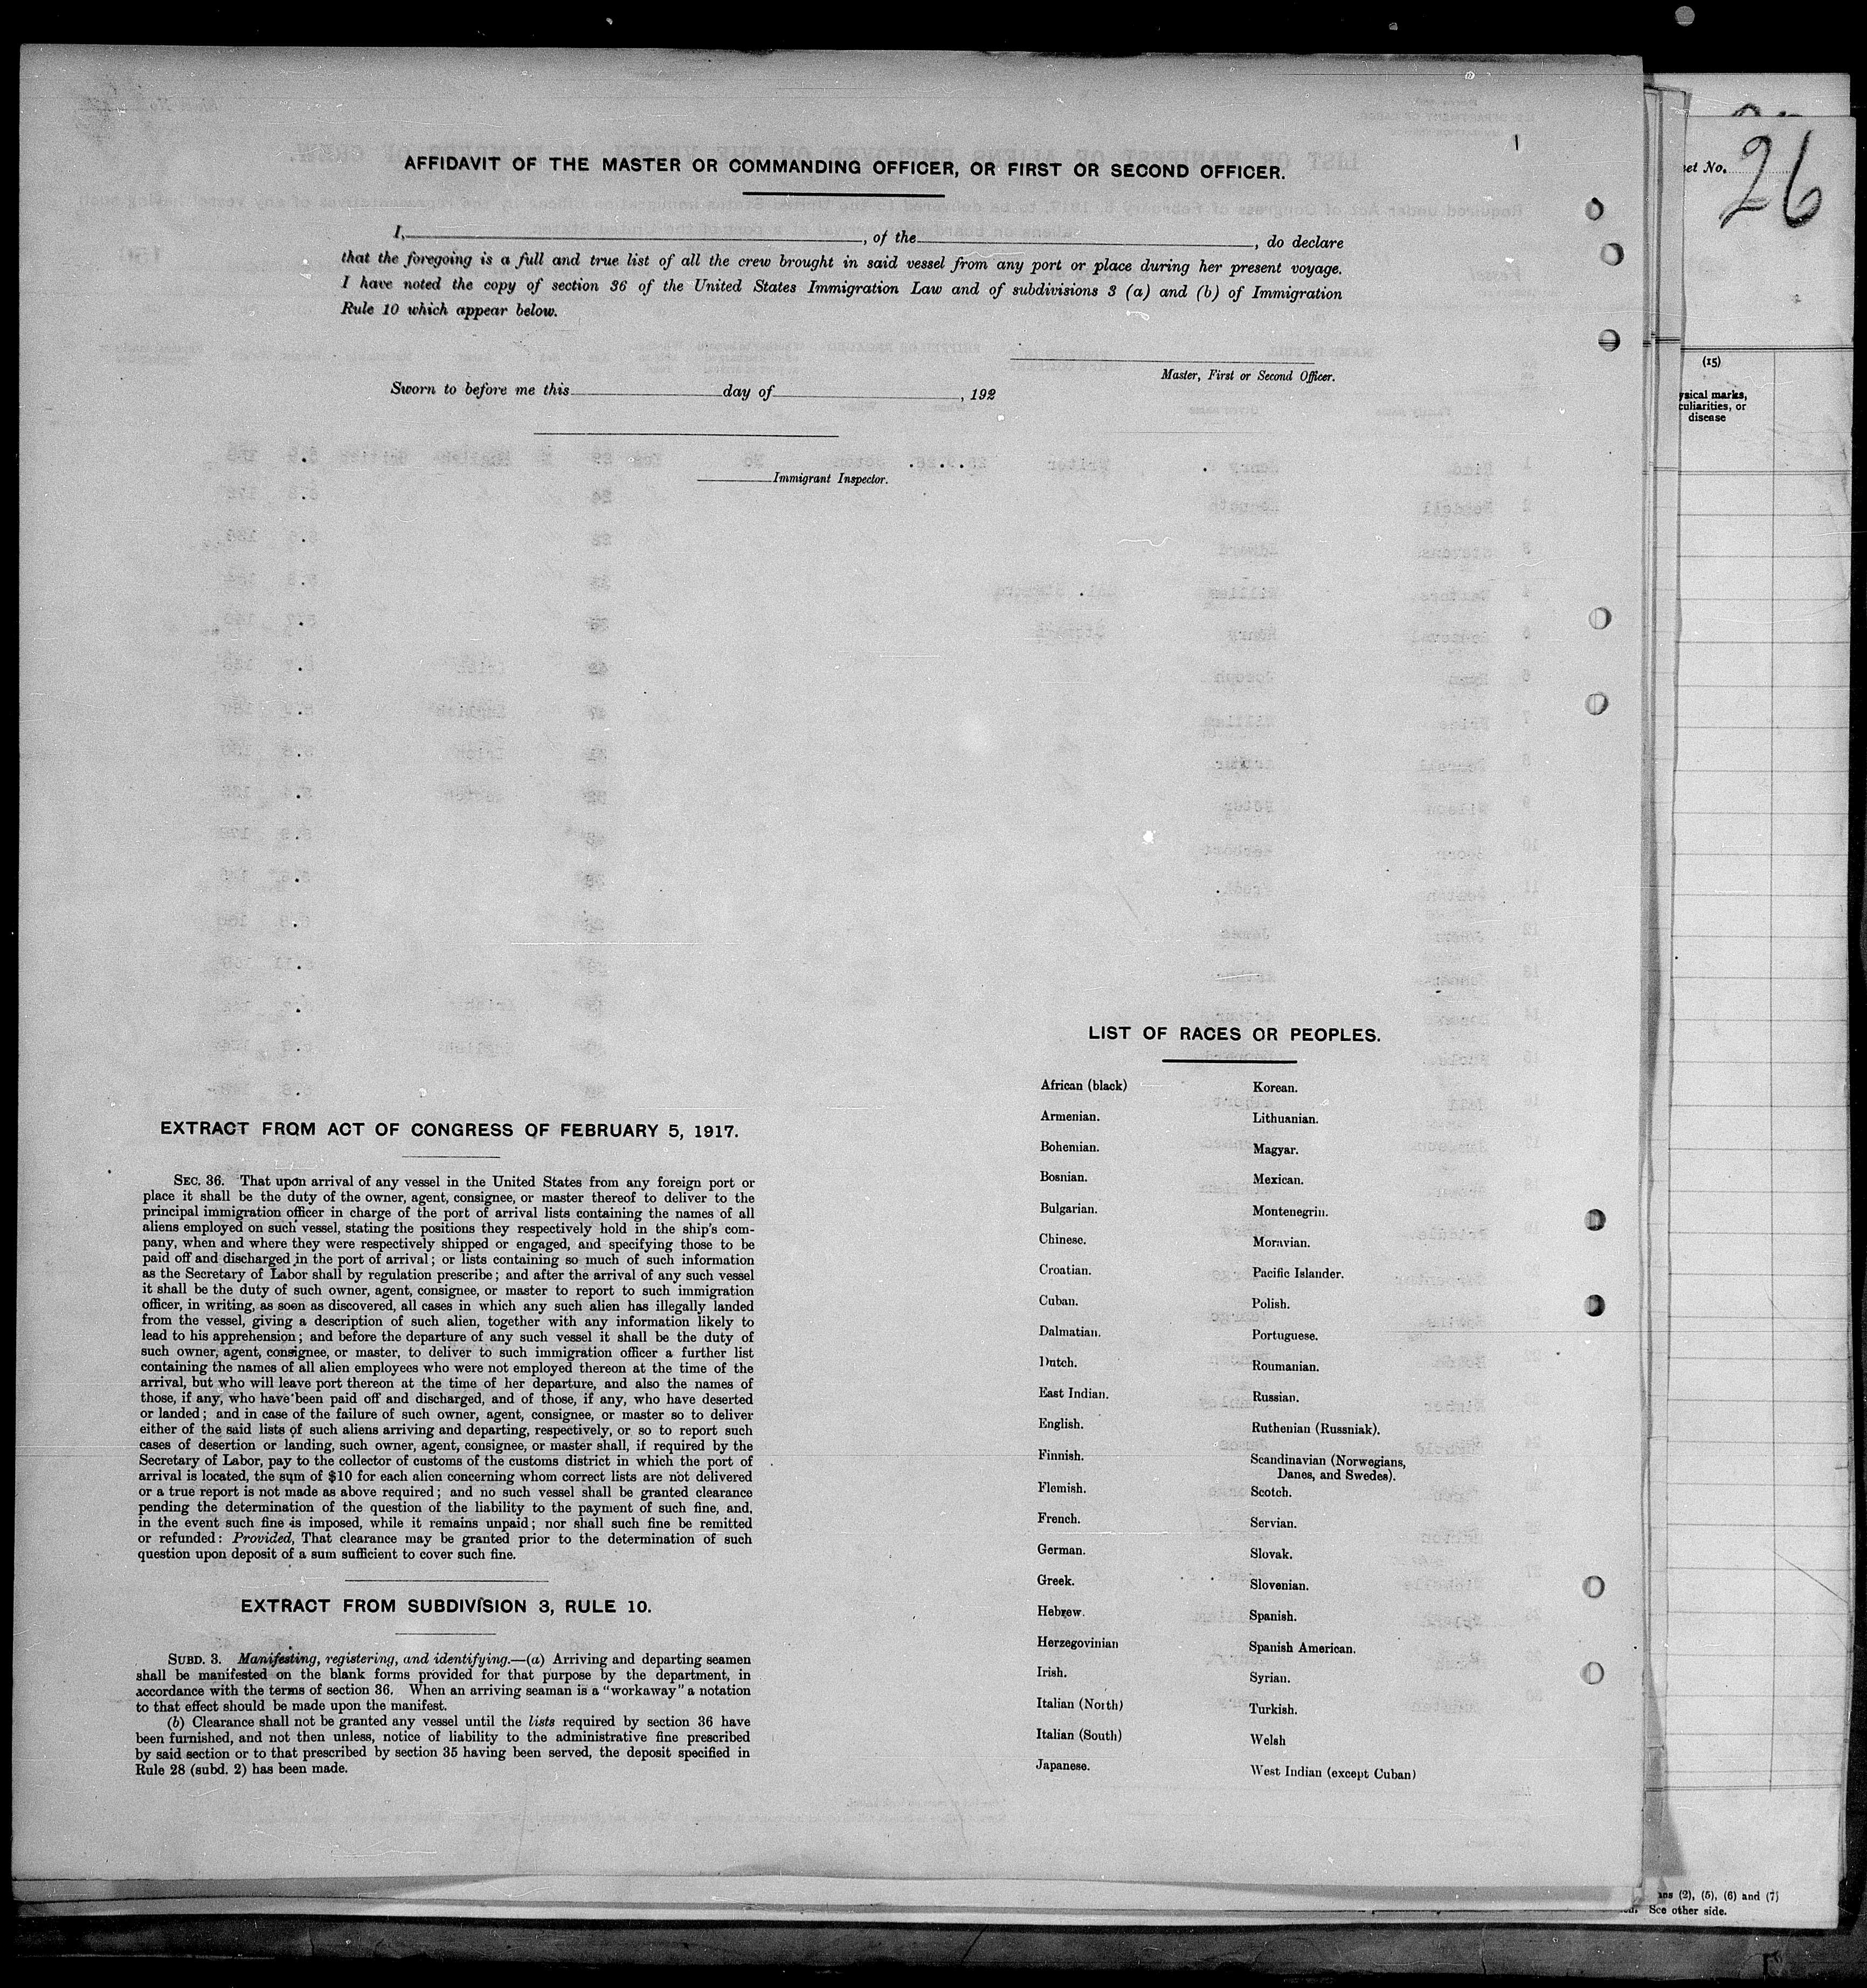 AFFIDAVIT OF THE MASTER OR COMMANDING OFFICER, OR FIRST OR SECOND OFFICER.
I, , of the , do declare
that the foregoing is a full and true list of all the crew brought in said vessel from any port or place during her present voyage.
I have noted the copy of section 36 of the United States Immigration Law and of subdivisions 3 (a) and (b) of Immigration
Rule 10 which appear below.
Master, First or Second Officer.
Sworn to before me this day of , 192
Immigrant Inspector.
EXTRACT FROM ACT OF CONGRESS OF FEBRUARY 5, 1917.
SEC. 36. That upon arrival of any vessel in the United States from any foreign port or
place it shall be the duty of the owner, agent, consignee, or master thereof to deliver to the
principal immigration officer in charge of the port of arrival lists containing the names of all
aliens employed on such vessel, stating the positions they respectively hold in the ship's com-
pany, when and where they were respectively shipped or engaged, and specifying those to be
paid off and discharged in the port of arrival; or lists containing so much of such information
as the Secretary of Labor shall by regulation prescribe; and after the arrival of any such vessel
it shall be the duty of such owner, agent, consignee, or master to report to such immigration
officer, in writing, as soon as discovered, all cases in which any such alien has illegally landed
from the vessel, giving a description of such alien, together with any information likely to
lead to his apprehension; and before the departure of any such vessel it shall be the duty of
such owner, agent, consignee, or master, to deliver to such immigration officer a further list
containing the names of all alien employees who were not employed thereon at the time of the
arrival, but who will leave port thereon at the time of her departure, and also the names of
those, if any, who have been paid off and discharged, and of those, if any, who have deserted
or landed; and in case of the failure of such owner, agent, consignee, or master so to deliver
either of the said lists of such aliens arriving and departing, respectively, or so to report such
cases of desertion or landing, such owner, agent, consignee, or master shall, if required by the
Secretary of Labor, pay to the collector of customs of the customs district in which the port of
arrival is located, the sum of $10 for each alien concerning whom correct lists are not delivered
or a true report is not made as above required; and no such vessel shall be granted clearance
pending the determination of the question of the liability to the payment of such fine, and,
in the event such fine is imposed, while it remains unpaid; nor shall such fine be remitted
or refunded: Provided, That clearance may be granted prior to the determination of such
question upon deposit of a sum sufficient to cover such fine.
EXTRACT FROM SUBDIVISION 3, RULE 10.
SUBD. 3. Manifesting, registering, and identifying.—(a) Arriving and departing seamen
shall be manifested on the blank forms provided for that purpose by the department, in
accordance with the terms of section 36. When an arriving seaman is a "workaway" a notation
to that effect should be made upon the manifest.
(b) Clearance shall not be granted any vessel until the lists required by section 36 have
been furnished, and not then unless, notice of liability to the administrative fine prescribed
by said section or to that prescribed by section 35 having been served, the deposit specified in
Rule 28 (subd. 2) has been made.
LIST OF RACES OR PEOPLES.
African (black)
Armenian.
Bohemian.
Bosnian.
Bulgarian.
Chinese.
Croatian.
Cuban.
Dalmatian.
Dutch.
East Indian.
English.
Finnish.
Flemish.
French.
German.
Greek.
Hebrew.
Herzegovinian
Irish.
Italian (North)
Italian (South)
Japanese.
Korean.
Lithuanian.
Magyar.
Mexican.
Montenegrin.
Moravian.
Pacific Islander.
Polish.
Portuguese.
Roumanian.
Russian.
Ruthenian (Russniak).
Scandinavian (Norwegians,
Danes, and Swedes).
Scotch.
Servian.
Slovak.
Slovenian.
Spanish.
Spanish American.
Syrian.
Turkish.
Welsh
West Indian (except Cuban)
No. 26
(15)
marks,
or
disease
(2), (5), (6) and (7)
See other side.